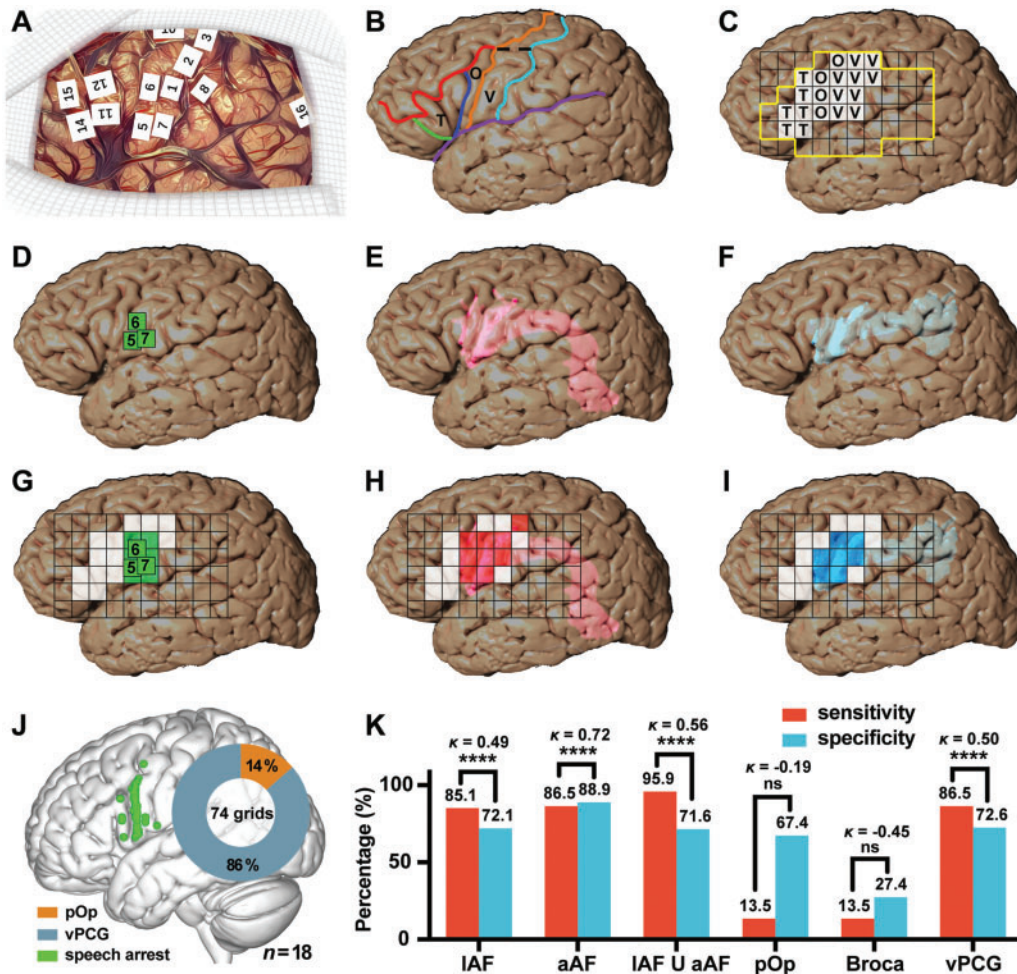 A
10
3
2
15
12
9
1
8
14
11
5
7
16
B
O
V
T
C
O V V
T O V V V
T O V V
T T O V V
T T
D
6
5 7
E
F
G
6
5 7
H
I
J
14 %
74 grids
86 %
pOp
vPCG
speech arrest
n = 18
K
sensitivity
specificity
Percentage (%)
100
50
0
κ = 0.49
****
85.1
72.1
κ = 0.72
****
86.5 88.9
κ = 0.56
****
95.9
71.6
κ = -0.19
ns
13.5
67.4
κ = -0.45
ns
13.5
27.4
κ = 0.50
****
86.5
72.6
lAF aAF lAF U aAF pOp Broca vPCG